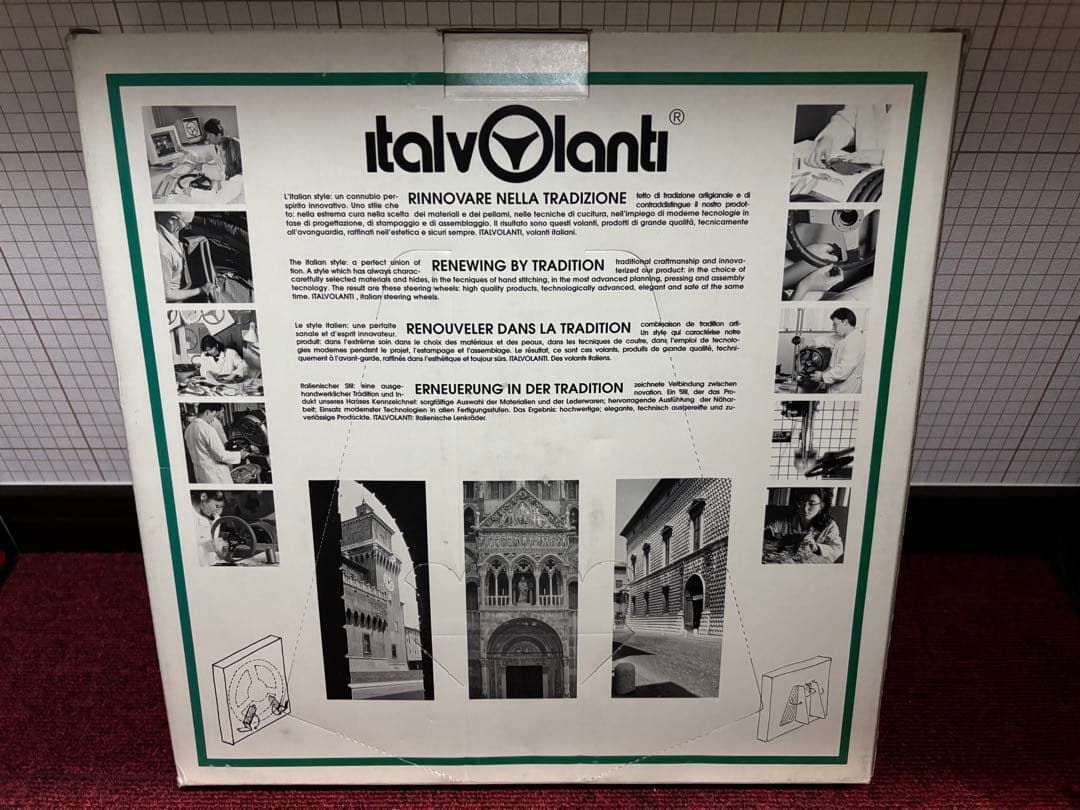 italvolanti®
L'italian style: un connubio per- RINNOVARE NELLA TRADIZIONE fetto di tradizione artigianale e di
spirito innovativo. Uno stile che contraddistingue il nostro prodot-
to: nella estrema cura nella scelta dei materiali e dei pellami, nelle tecniche di cucitura, nell'impiego di moderne tecnologie in
fase di progettazione, di stampaggio e di assemblaggio. Il risultato sono questi volanti, prodotti di grande qualità, tecnicamente
all'avanguardia, raffinati nell'estetica e sicuri sempre. ITALVOLANTI, volanti italiani.
The italian style: a perfect union of RENEWING BY TRADITION traditional craftmanship and innova-
tion. A style which has always charac- terized our product: in the choice of
carefully selected materials and hides, in the tecniques of hand stitching, in the most advanced planning, pressing and assembly
tecnology. The result are these steering wheels: high quality products, technologically advanced, elegant and safe at the same
time. ITALVOLANTI , italian steering wheels.
Le style italien: une perfaite RENOUVELER DANS LA TRADITION combinaison de tradition arti-
sanale et d'esprit innovateur. Un style qui caractérise notre
produit: dans l'extrême soin dans le choix des matériaux et des peaux, dans les tecniques de coutre, dans l'emploi de tecnolo-
gies modernes pendant le projet, l'estampage et l'assemblage. Le résultat, ce sont ces volants, produits de grande qualité, techni-
quement à l'avant-garde, raffinés dans l'esthétique et toujour sûrs. ITALVOLANTI. Des volants italiens.
Italienischer Stil: eine ausge- ERNEUERUNG IN DER TRADITION zeichnete Verbindung zwischen
handwerklicher Tradition und In- novation. Ein Stil, der das Pro-
dukt unseres Hauses Kennzeichnet: sorgfältige Auswahl der Materialien und der Lederwaren; hervorragende Ausführung der Nähar-
beit; Einsatz modernster Technologien in allen Fertigungsstufen. Das Ergebnis: hochwertige; elegante, technisch ausgereifte und zu-
verlässige Produckte. ITALVOLANTI: Italienische Lenkräder.